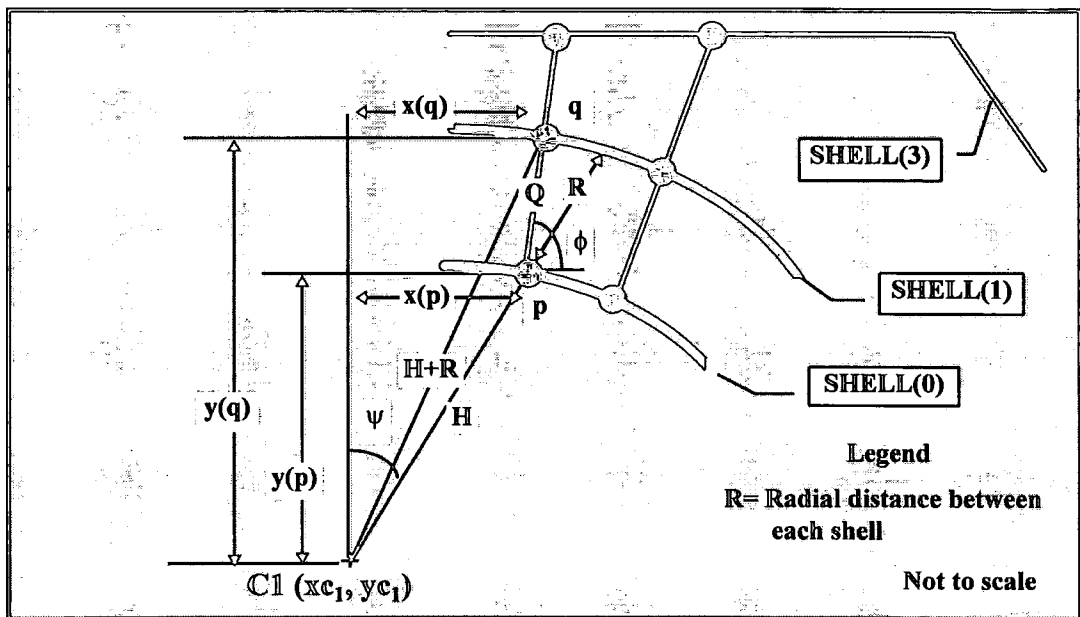 x(q)
q
SHELL(3)
Q
R
ϕ
x(p)
p
SHELL(1)
H+R
SHELL(0)
y(q)
ψ
H
y(p)
Legend
R= Radial distance between
each shell
C1 (xc₁, yc₁)
Not to scale